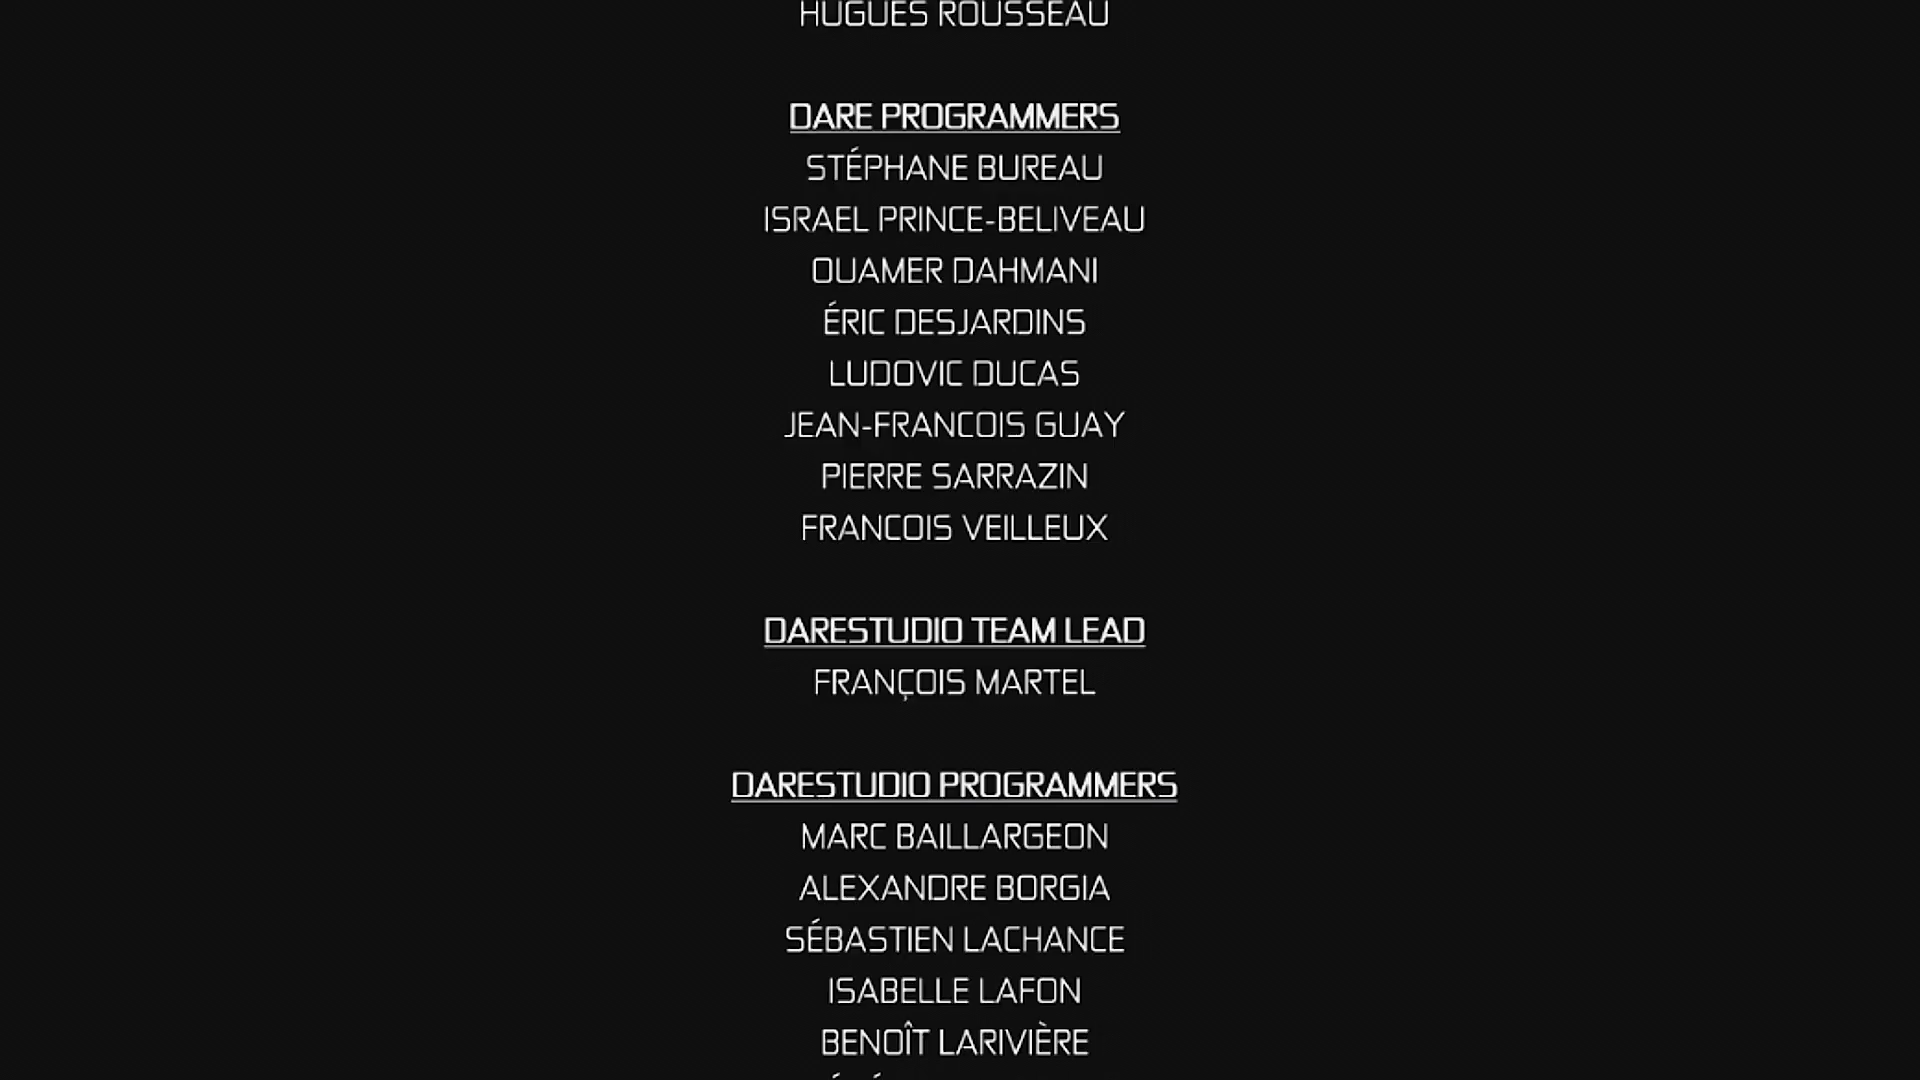 HUGUES ROUSSEAU
DARE PROGRAMMERS
STÉPHANE BUREAU
ISRAEL PRINCE-BELIVEAU
OUAMER DAHMANI
ÉRIC DESJARDINS
LUDOVIC DUCAS
JEAN-FRANCOIS GUAY
PIERRE SARRAZIN
FRANCOIS VEILLEUX
DARESTUDIO TEAM LEAD
FRANÇOIS MARTEL
DARESTUDIO PROGRAMMERS
MARC BAILLARGEON
ALEXANDRE BORGIA
SÉBASTIEN LACHANCE
ISABELLE LAFON
BENOÎT LARIVIÈRE